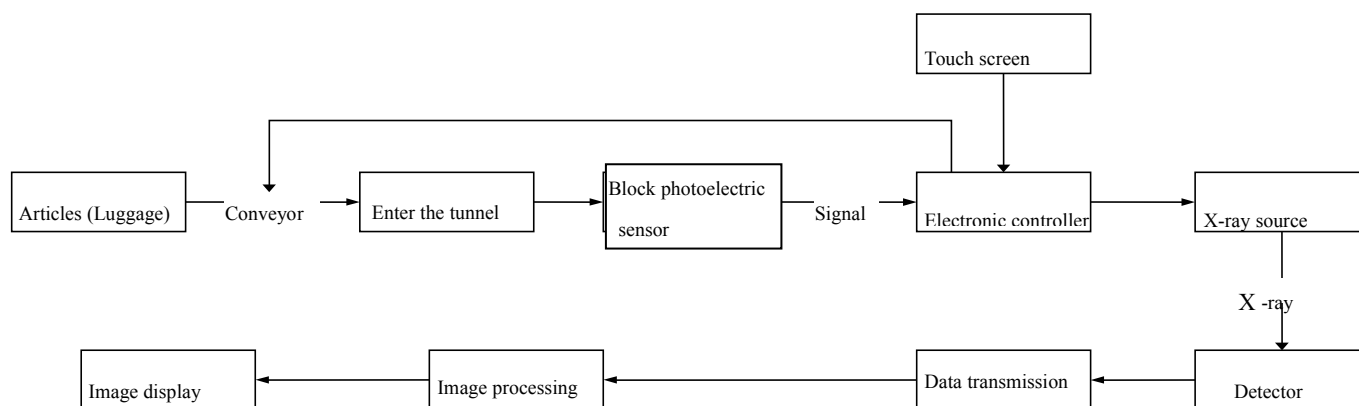 Touch screen
Articles (Luggage)
Conveyor
Enter the tunnel
Block photoelectric
sensor
Signal
Electronic controller
X-ray source
X -ray
Image display
Image processing
Data transmission
Detector